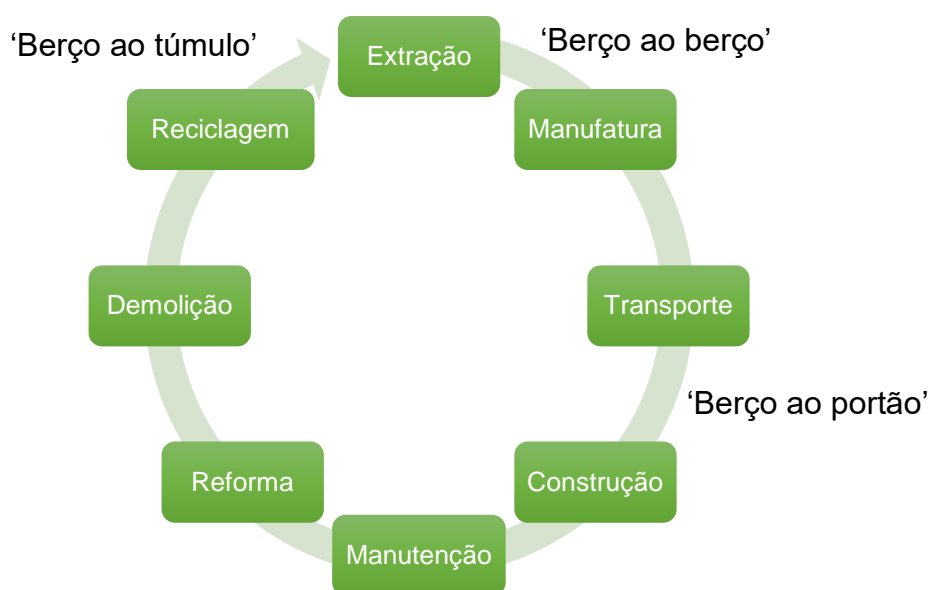 ‘Berço ao túmulo’
Extração
‘Berço ao berço’
Reciclagem
Manufatura
Demolição
Transporte
‘Berço ao portão’
Reforma
Construção
Manutenção